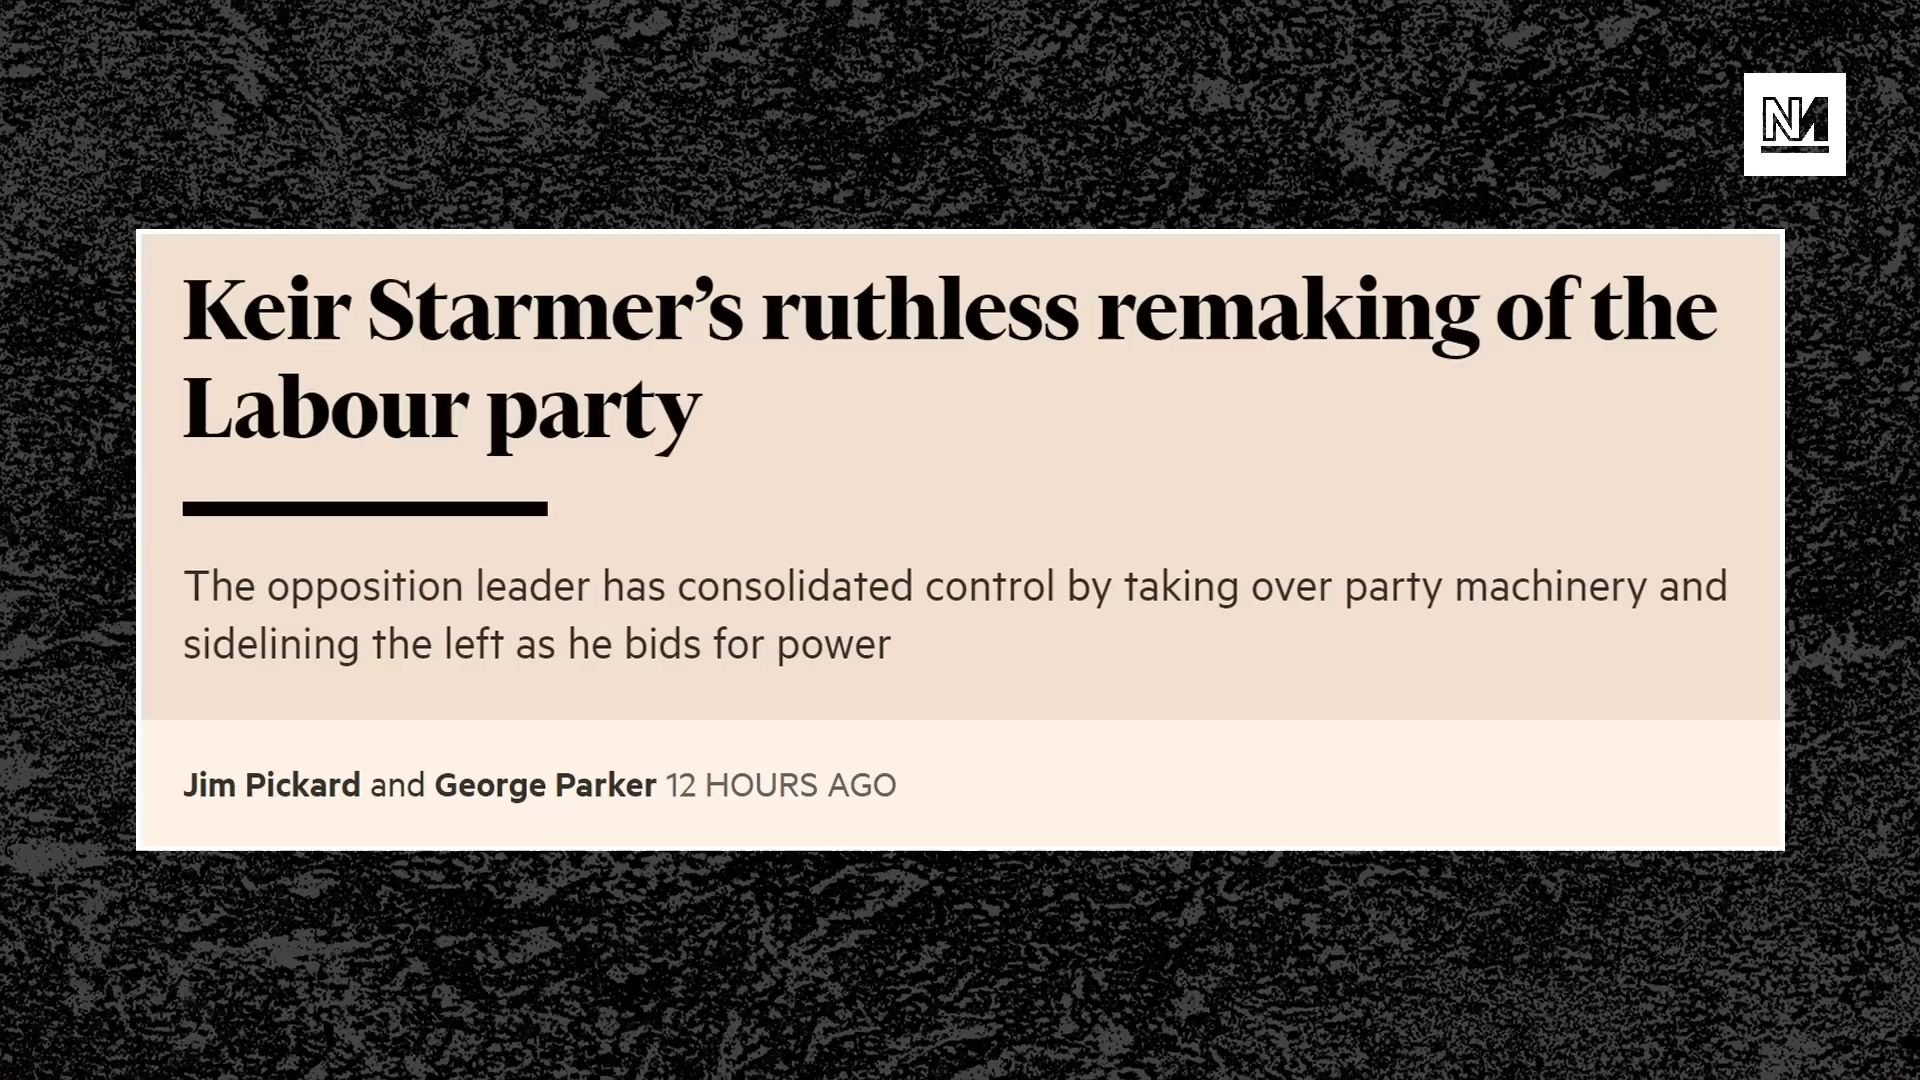 NM
Keir Starmer’s ruthless remaking of the
Labour party
The opposition leader has consolidated control by taking over party machinery and
sidelining the left as he bids for power
Jim Pickard and George Parker 12 HOURS AGO